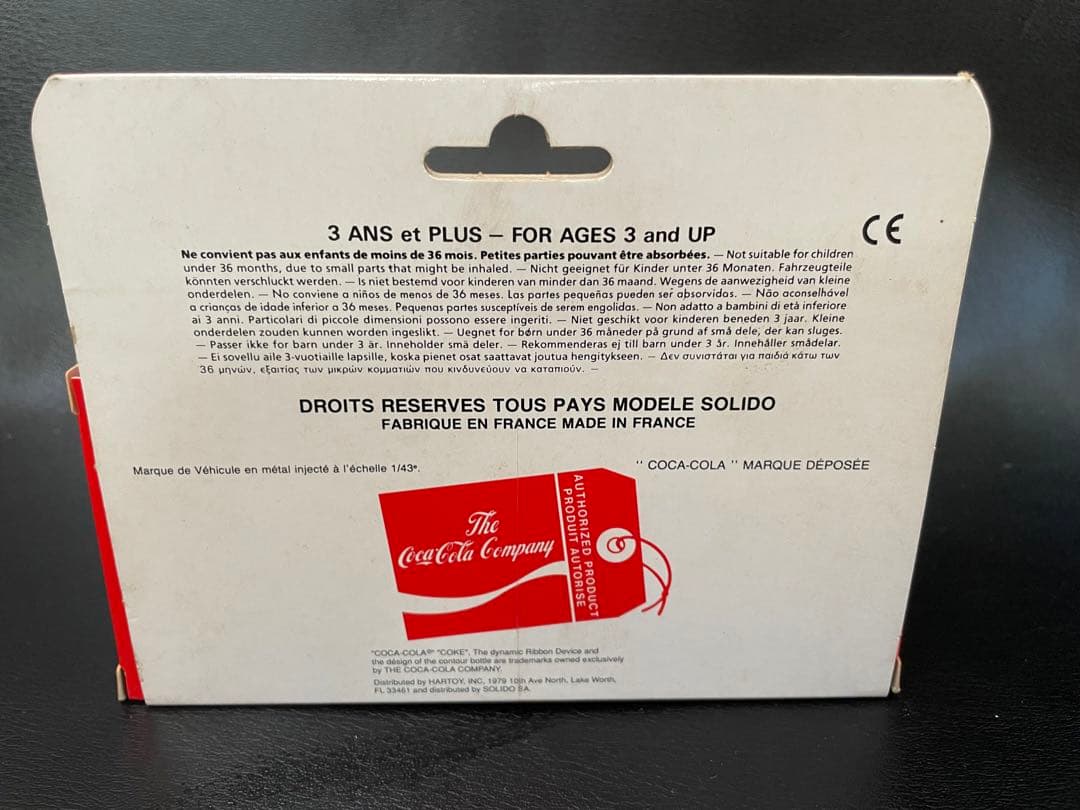 3 ANS et PLUS – FOR AGES 3 and UP
CE
Ne convient pas aux enfants de moins de 36 mois. Petites parties pouvant être absorbées. – Not suitable for children
under 36 months, due to small parts that might be inhaled. – Nicht geeignet für Kinder unter 36 Monaten. Fahrzeugteile
könnten verschluckt werden. – Is niet bestemd voor kinderen van minder dan 36 maand. Wegens de aanwezigheid van kleine
onderdelen. – No conviene a niños de menos de 36 meses. Las partes pequeñas pueden ser absorvidas. – Não aconselhável
a crianças de idade inferior a 36 meses. Pequenas partes susceptíveis de serem engolidas. – Non adatto a bambini di età inferiore
ai 3 anni. Particolari di piccole dimensioni possono essere ingeriti. – Niet geschikt voor kinderen beneden 3 jaar. Kleine
onderdelen zouden kunnen worden ingeslikt. – Uegnet for børn under 36 måneder på grund af små dele, der kan sluges.
– Passer ikke for barn under 3 är. Inneholder smä deler. – Rekommenderas ej till barn under 3 år. Innehåller smådelar.
– Ei sovellu alle 3-vuotiaille lapsille, koska pienet osat saattavat joutua hengitykseen. – Δεν συνιστάται για παιδιά κάτω των
36 μηνών, εξαιτίας των μικρών κομματιών που κινδυνεύουν να καταπιούν. –
DROITS RESERVES TOUS PAYS MODELE SOLIDO
FABRIQUE EN FRANCE MADE IN FRANCE
Marque de Véhicule en métal injecté à l'échelle 1/43e.
" COCA-COLA " MARQUE DÉPOSÉE
The
Coca-Cola Company
AUTHORIZED PRODUCT
PRODUIT AUTORISE
"COCA-COLA®" "COKE", The dynamic Ribbon Device and
the design of the contour bottle are trademarks owned exclusively
by THE COCA-COLA COMPANY.
Distributed by HARTOY, INC, 1979 10th Ave North, Lake Worth,
FL 33461 and distributed by SOLIDO SA.